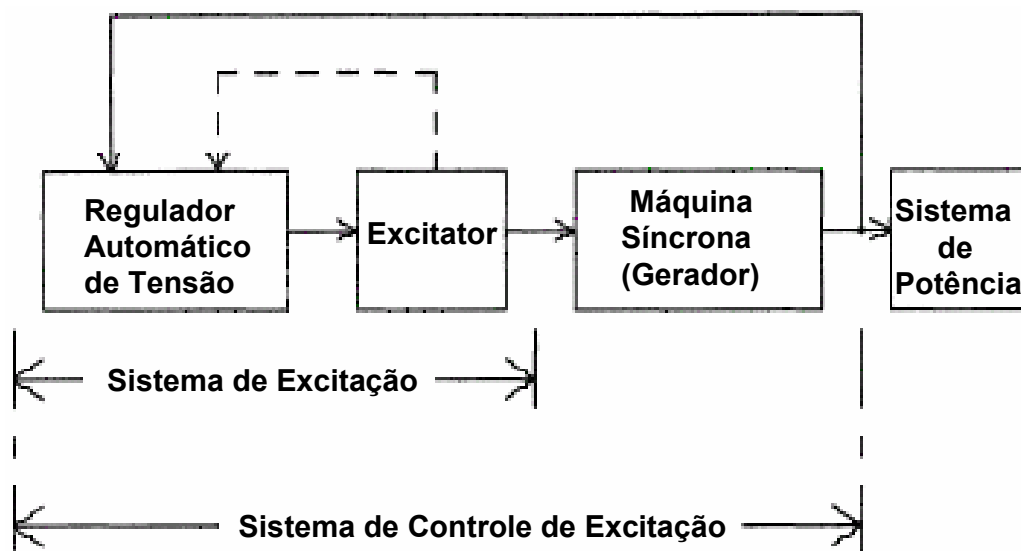 Regulador
Automático
de Tensão
Excitator
Máquina
Síncrona
(Gerador)
Sistema
de
Potência
Sistema de Excitação
Sistema de Controle de Excitação